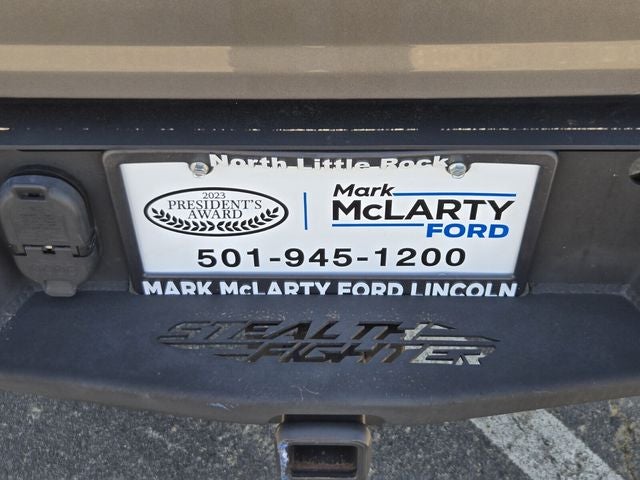 North Little Rock
2023
PRESIDENT'S
AWARD
Mark
McLARTY
FORD
501-945-1200
MARK McLARTY FORD LINCOLN
STEALTH
FIGHTER